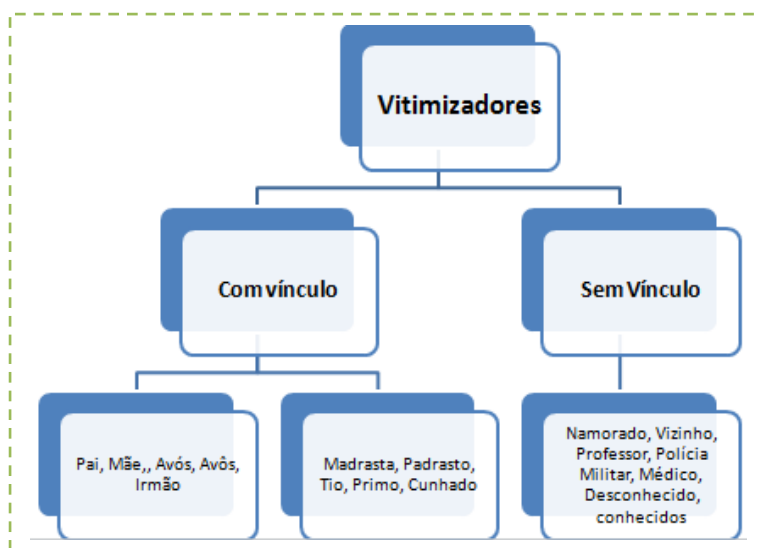 Vitimizadores
Com vínculo
Sem Vínculo
Pai, Mãe,, Avós, Avôs,
Irmão
Madrasta, Padrasto,
Tio, Primo, Cunhado
Namorado, Vizinho,
Professor, Polícia
Militar, Médico,
Desconhecido,
conhecidos